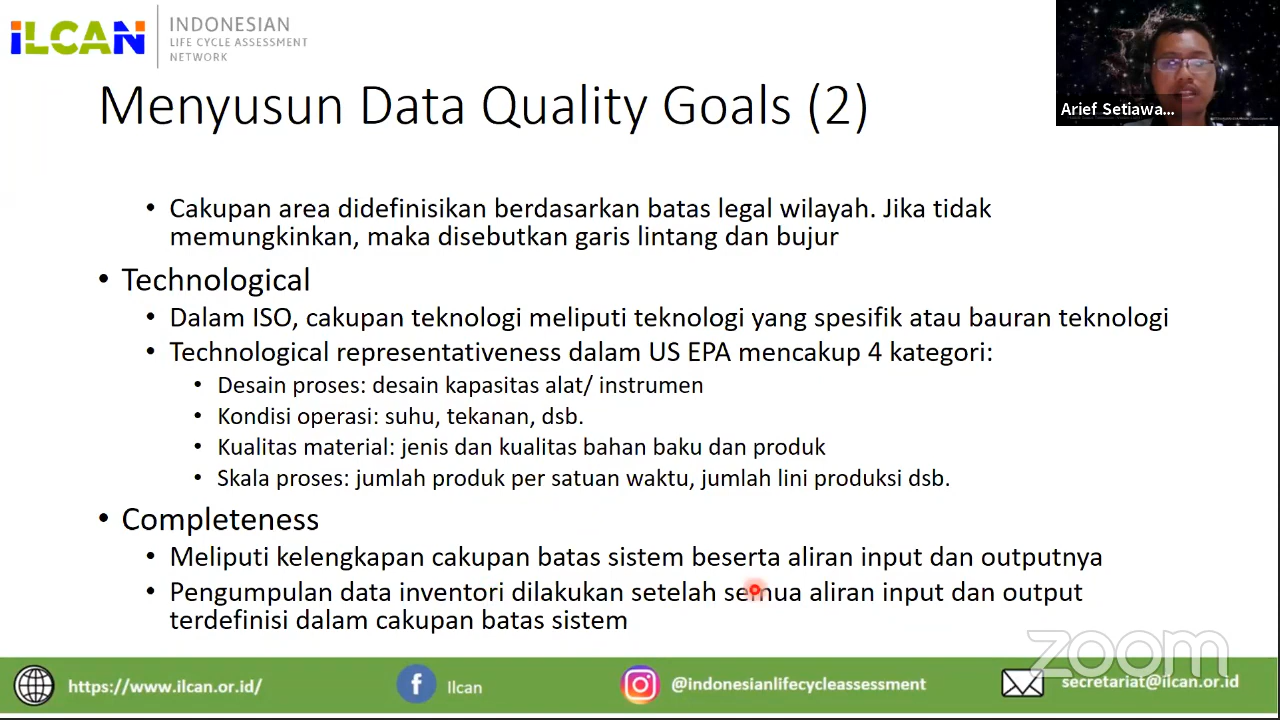 iLCAN
INDONESIAN
LIFE CYCLE ASSESSMENT
NETWORK
Arief Setiawa...
Menyusun Data Quality Goals (2)
• Cakupan area didefinisikan berdasarkan batas legal wilayah. Jika tidak
memungkinkan, maka disebutkan garis lintang dan bujur
• Technological
• Dalam ISO, cakupan teknologi meliputi teknologi yang spesifik atau bauran teknologi
• Technological representativeness dalam US EPA mencakup 4 kategori:
• Desain proses: desain kapasitas alat/ instrumen
• Kondisi operasi: suhu, tekanan, dsb.
• Kualitas material: jenis dan kualitas bahan baku dan produk
• Skala proses: jumlah produk per satuan waktu, jumlah lini produksi dsb.
• Completeness
• Meliputi kelengkapan cakupan batas sistem beserta aliran input dan outputnya
• Pengumpulan data inventori dilakukan setelah semua aliran input dan output
terdefinisi dalam cakupan batas sistem
zoom
https://www.ilcan.or.id/
Ilcan
@indonesianlifecycleassessment
secretariat@ilcan.or.id